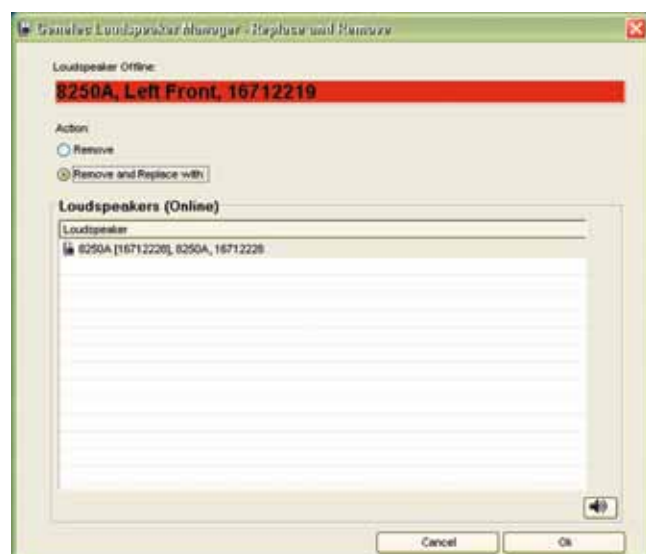 Genelec Loudspeaker Manager - Replace and Remove
Loudspeaker Offline:
8250A, Left Front, 16712219
Action:
Remove
Remove and Replace with
Loudspeakers (Online)
Loudspeaker
8250A [16712228], 8250A, 16712228
Cancel
Ok